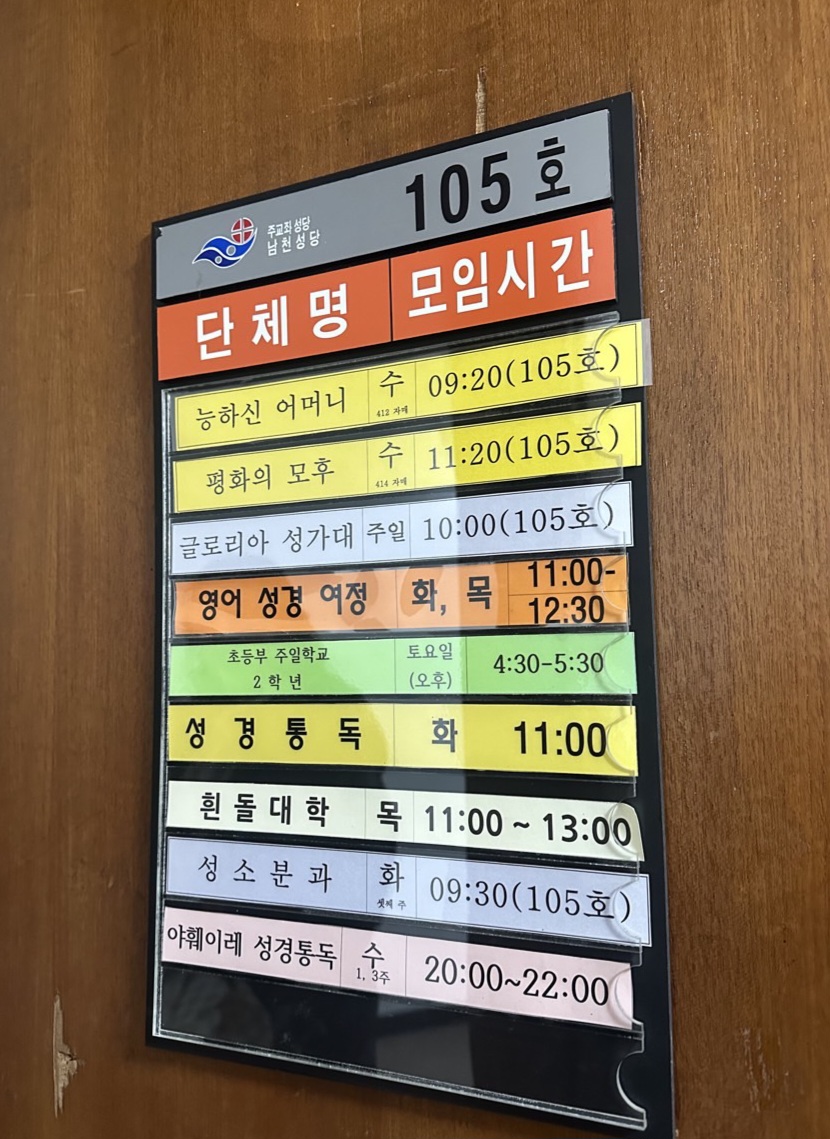 주교좌 성당
남천성당
105호
단체명 모임시간
능하신 어머니 수 09:20(105호)
412 자매
평화의 모후 수 11:20(105호)
414 자매
글로리아 성가대 주일 10:00(105호)
영어 성경 여정 화, 목 11:00-
12:30
초등부 주일학교 토요일 4:30-5:30
2학년 (오후)
성경통독 화 11:00
흰돌대학 목 11:00 ~ 13:00
성소분과 화 09:30(105호)
셋째 주
야훼이레 성경통독 수 20:00~22:00
1, 3주